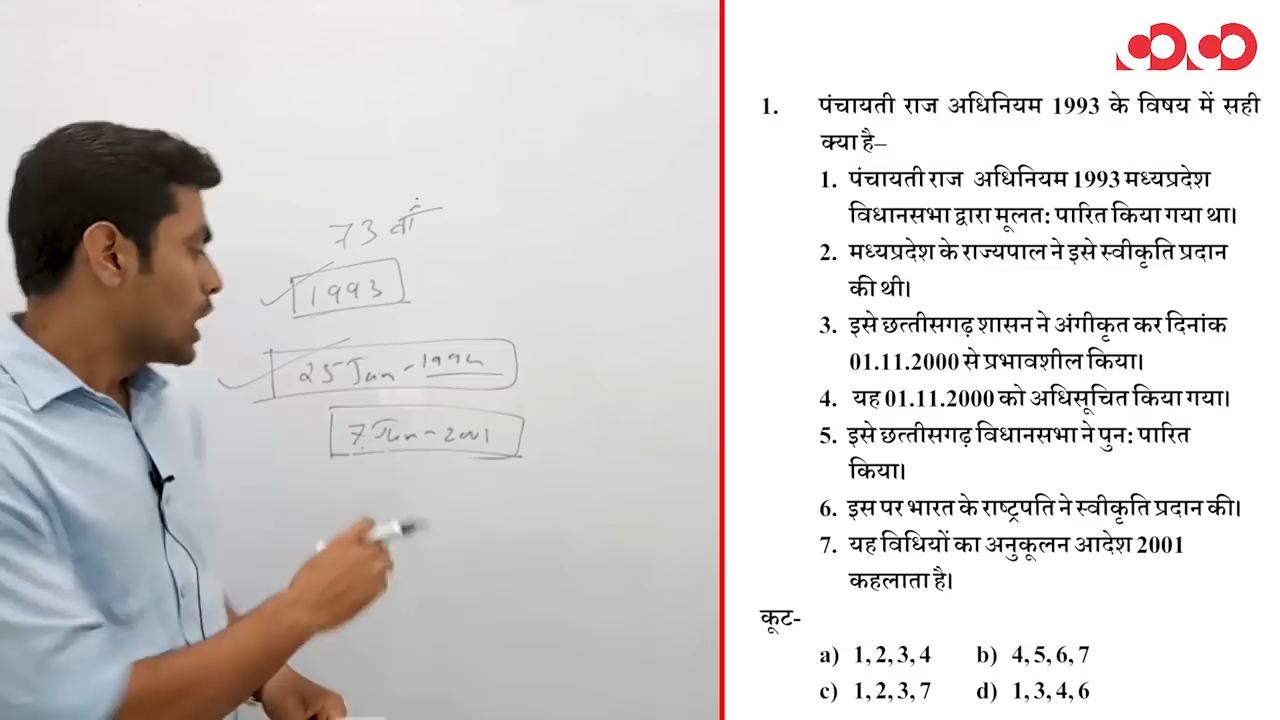 73 वां
1993
25 Jun - 1994
7 Jun - 2001
1. पंचायती राज अधिनियम 1993 के विषय में सही
क्या है–
1. पंचायती राज अधिनियम 1993 मध्यप्रदेश
विधानसभा द्वारा मूलत: पारित किया गया था।
2. मध्यप्रदेश के राज्यपाल ने इसे स्वीकृति प्रदान
की थी।
3. इसे छत्तीसगढ़ शासन ने अंगीकृत कर दिनांक
01.11.2000 से प्रभावशील किया।
4. यह 01.11.2000 को अधिसूचित किया गया।
5. इसे छत्तीसगढ़ विधानसभा ने पुन: पारित
किया।
6. इस पर भारत के राष्ट्रपति ने स्वीकृति प्रदान की।
7. यह विधियों का अनुकूलन आदेश 2001
कहलाता है।
कूट-
a) 1, 2, 3, 4 b) 4, 5, 6, 7
c) 1, 2, 3, 7 d) 1, 3, 4, 6